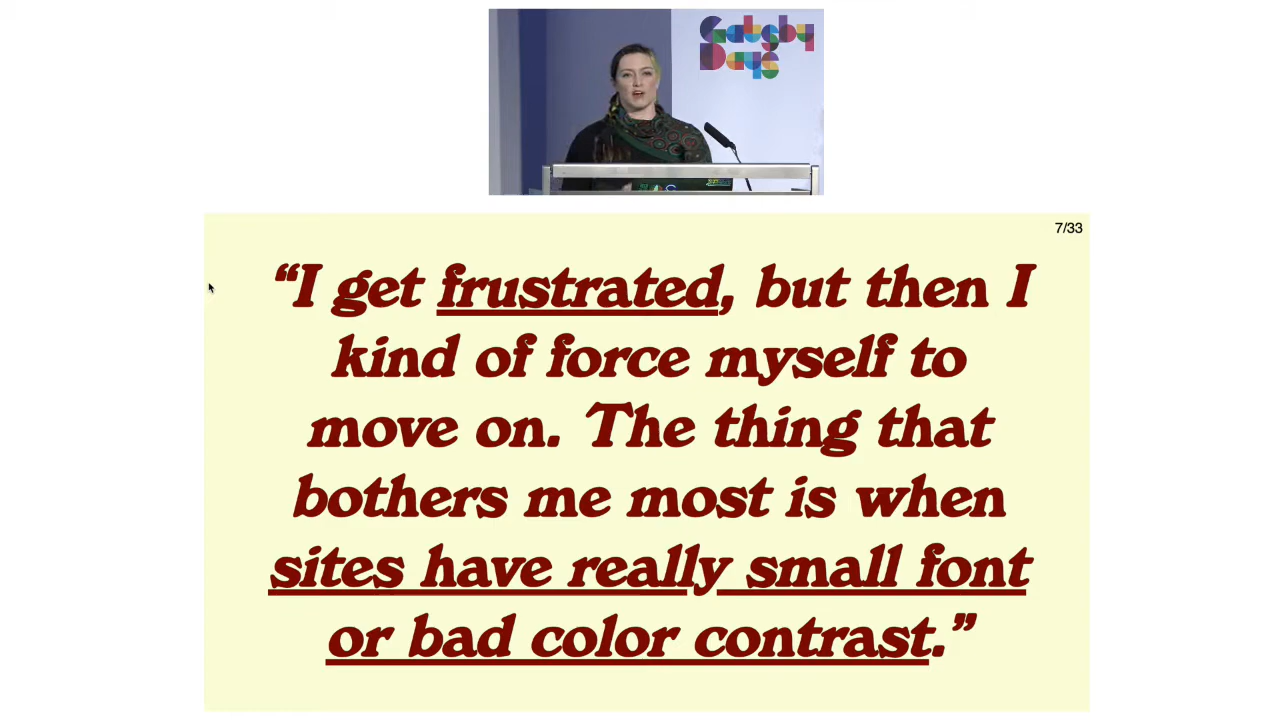 Gatsby
Days
7/33
“I get frustrated, but then I
kind of force myself to
move on. The thing that
bothers me most is when
sites have really small font
or bad color contrast.”